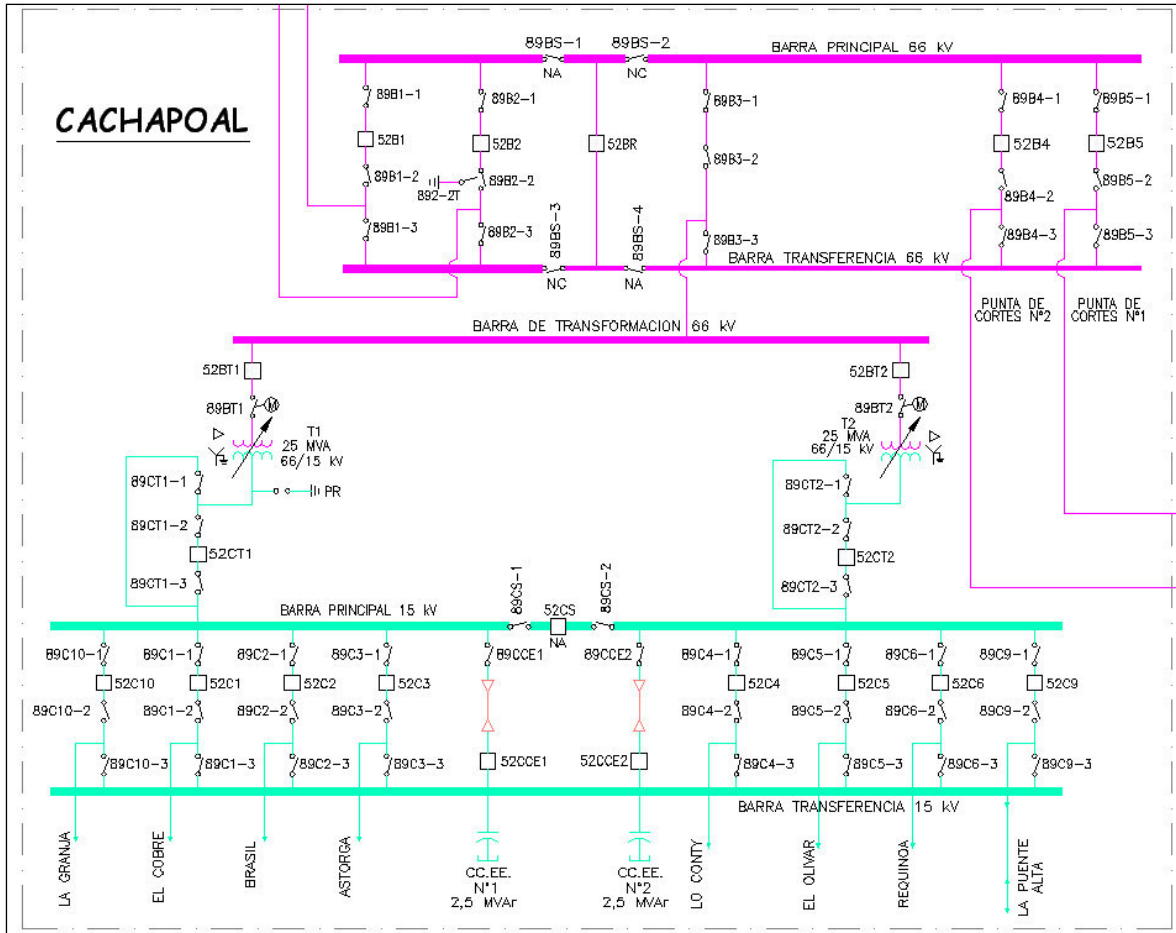 89BS-1
89BS-2
BARRA PRINCIPAL 66 kV
NA
NC
CACHAPOAL
89B1-1
89B2-1
89B3-1
89B4-1
89B5-1
52B1
52B2
52BR
52B4
52B5
89B3-2
89B1-2
89B2-2
89B5-2
892-2T
89B4-2
89BS-3
89BS-4
89B1-3
89B2-3
89B3-3
89B4-3
89B5-3
BARRA TRANSFERENCIA 66 kV
NC
NA
PUNTA DE
CORTES N°2
PUNTA DE
CORTES N°1
BARRA DE TRANSFORMACION 66 kV
52BT1
52BT2
89BT1
M
89BT2
M
T1
25 MVA
66/15 kV
T2
25 MVA
66/15 kV
89CT1-1
PR
89CT2-1
89CT1-2
89CT2-2
52CT1
52CT2
89CT1-3
89CT2-3
89CS-1
89CS-2
BARRA PRINCIPAL 15 kV
52CS
NA
89C10-1
89C1-1
89C2-1
89C3-1
89CCE1
89CCE2
89C4-1
89C5-1
89C6-1
89C9-1
52C10
52C1
52C2
52C3
52C4
52C5
52C6
52C9
89C10-2
89C1-2
89C2-2
89C3-2
89C4-2
89C5-2
89C6-2
89C9-2
89C10-3
89C1-3
89C2-3
89C3-3
52CCE1
52CCE2
89C4-3
89C5-3
89C6-3
89C9-3
BARRA TRANSFERENCIA 15 kV
LA GRANJA
EL COBRE
BRASIL
ASTORGA
CC.EE.
N°1
2,5 MVAr
CC.EE.
N°2
2,5 MVAr
LO CONTY
EL OLIVAR
REQUINOA
LA PUENTE
ALTA